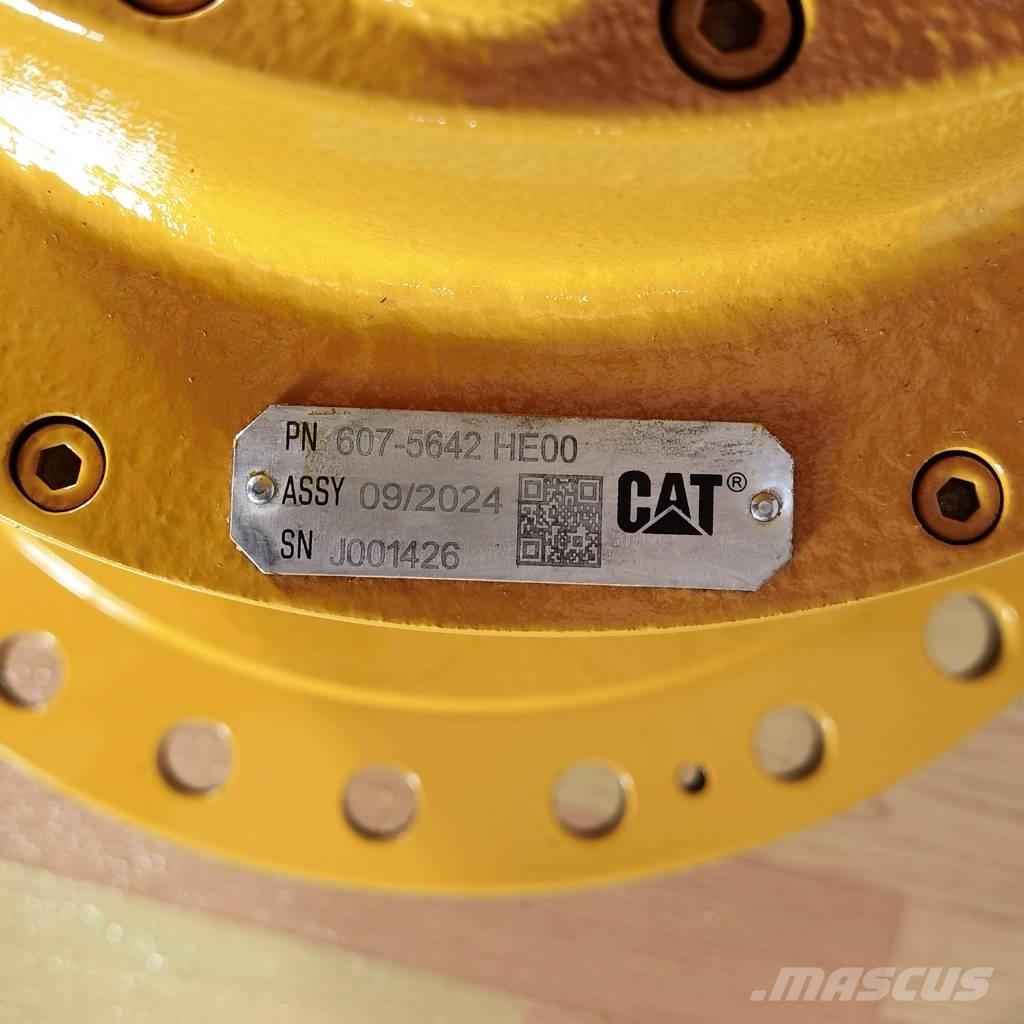 PN 607-5642 HE00
ASSY 09/2024
SN J001426
CAT®
.MASCUS